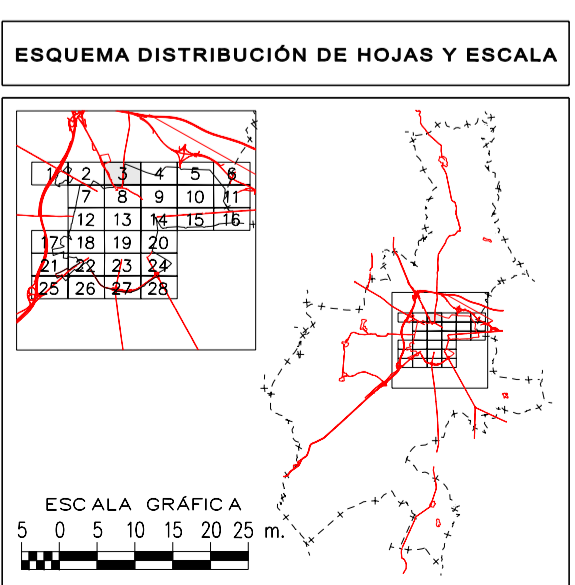 ESQUEMA DISTRIBUCIÓN DE HOJAS Y ESCALA
1 2 3 4 5 6
7 8 9 10 11
12 13 14 15 16
17 18 19 20
21 22 23 24
25 26 27 28
ESCALA GRÁFICA
5 0 5 10 15 20 25 m.